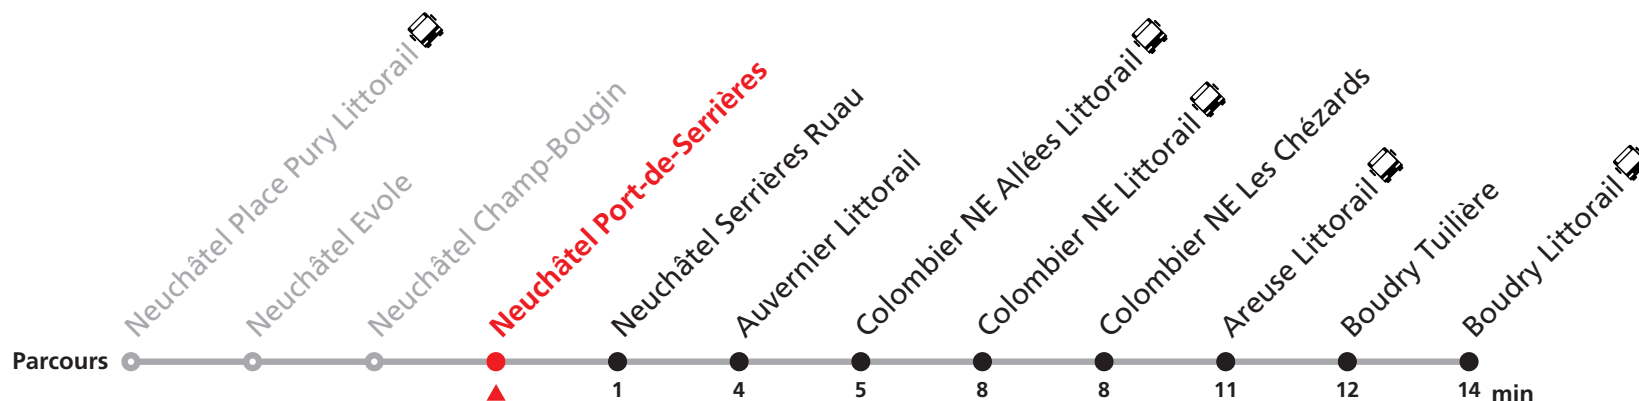 Neuchâtel Place Pury Littorail
Neuchâtel Evole
Neuchâtel Champ-Bougin
Neuchâtel Port-de-Serrières
Neuchâtel Serrières Ruau
Auvernier Littorail
Colombier NE Allées Littorail
Colombier NE Littorail
Colombier NE Les Chézards
Areuse Littorail
Boudry Tuilière
Boudry Littorail
Parcours
1 4 5 8 8 11 12 14 min